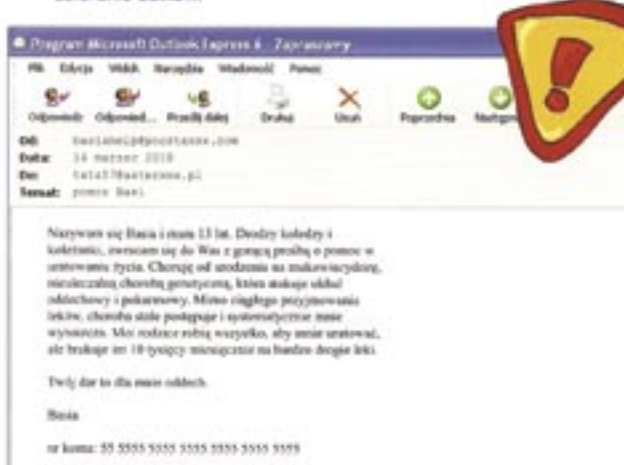 Program Microsoft Outlook Express 6 - Zapraszamy
Plik Edycja Widok Narzędzia Wiadomość Pomoc
Odpowiedz Odpowied... Prześlij dalej Drukuj Usuń Poprzednia
Od:
Data: 14 marzec 2010
Do:
Temat: pomoc Basi
Nazywam się Basia i mam 13 lat. Drodzy koledzy i
koleżanki, zwracam się do Was z gorącą prośbą o pomoc w
uratowaniu życia. Choruję od urodzenia na mukowiscydozę,
nieuleczalną chorobę genetyczną, która atakuje układ
oddechowy i pokarmowy. Mimo ciągłego przyjmowania
leków, choroba stale postępuje i systematycznie mnie
wyniszcza. Moi rodzice robią wszystko, aby mnie uratować,
ale brakuje im 10 tysięcy miesięcznie na bardzo drogie leki.
Twój dar to dla mnie oddech.
Basia
nr konta: 55 5555 5555 5555 5555 5555 5555